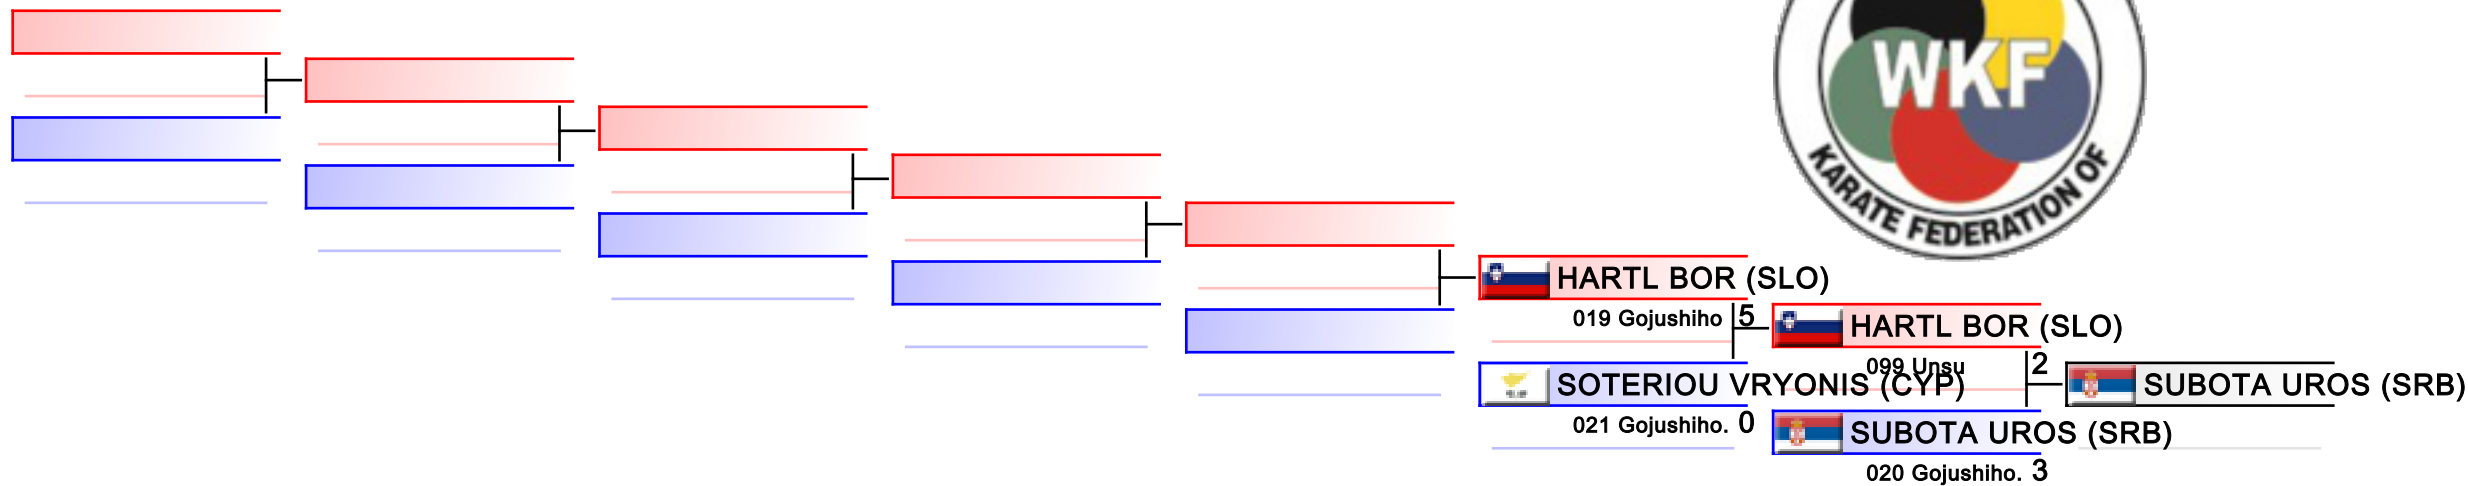 WKF
KARATE FEDERATION OF
HARTL BOR (SLO)
019 Gojushiho 5
SOTERIOU VRYONIS (CYP)
021 Gojushiho. 0
HARTL BOR (SLO)
099 Unsu 2
SUBOTA UROS (SRB)
020 Gojushiho. 3
SUBOTA UROS (SRB)